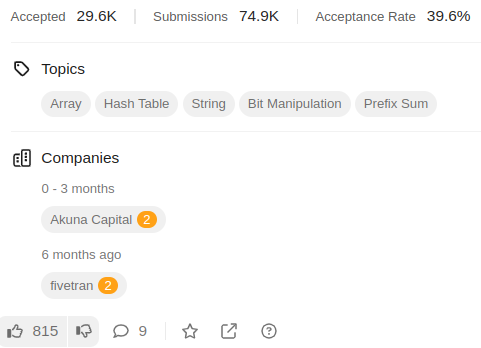 Accepted 29.6K Submissions 74.9K Acceptance Rate 39.6%
Topics
Array Hash Table String Bit Manipulation Prefix Sum
Companies
0 - 3 months
Akuna Capital 2
6 months ago
fivetran 2
815 9